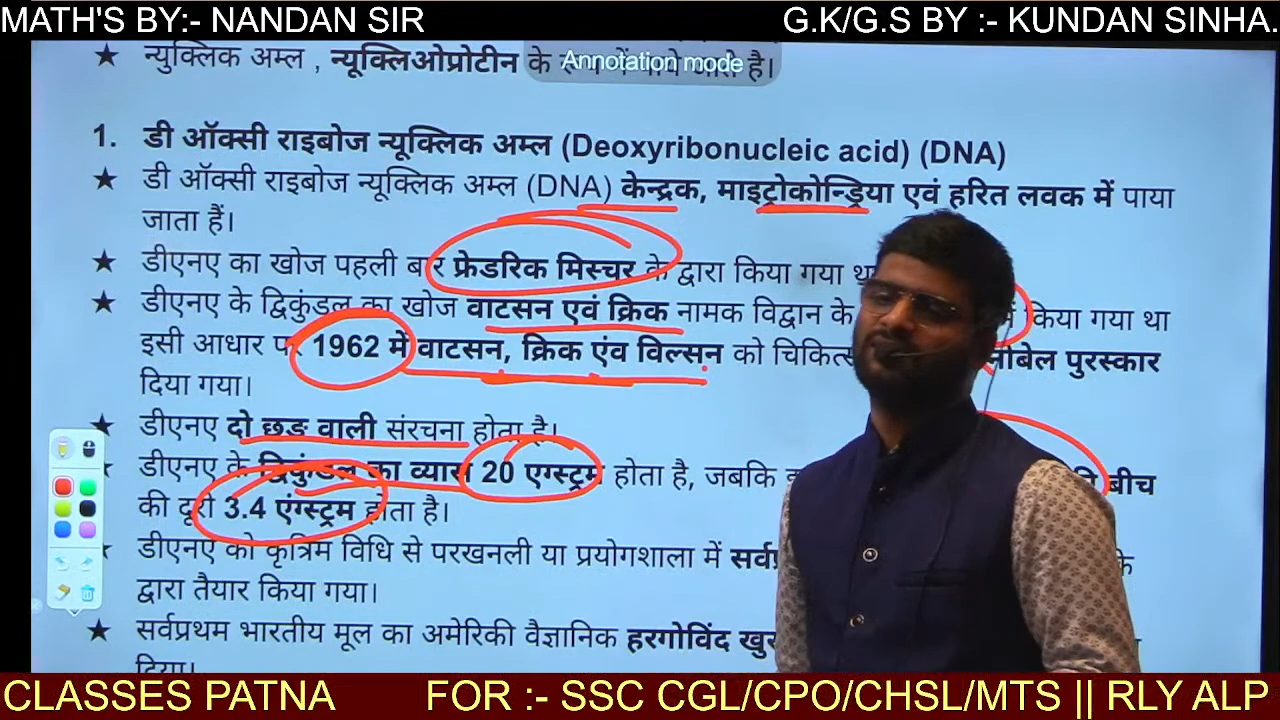 MATH'S BY:- NANDAN SIR
G.K/G.S BY :- KUNDAN SINHA.
★ न्युक्लिक अम्ल , न्यूक्लिओप्रोटीन के है।
Annotation mode
1. डी ऑक्सी राइबोज न्यूक्लिक अम्ल (Deoxyribonucleic acid) (DNA)
★ डी ऑक्सी राइबोज न्यूक्लिक अम्ल (DNA) केन्द्रक, माइट्रोकोन्ड्रिया एवं हरित लवक में पाया
जाता हैं।
★ डीएनए का खोज पहली बार फ्रेडरिक मिस्चर के द्वारा किया गया
★ डीएनए के द्विकुंडल का खोज वाटसन एवं क्रिक नामक विद्वान के किया गया था
इसी आधार पर 1962 में वाटसन, क्रिक एंव विल्सन को नोबेल पुरस्कार
दिया गया।
★ डीएनए दो छड़ वाली संरचना होता है।
★ डीएनए के द्विकुंडल का व्यास 20 एग्स्ट्रम होता है, जबकि बीच
की दूरी 3.4 एंग्स्ट्रम होता है।
★ डीएनए को कृत्रिम विधि से परखनली या प्रयोगशाला में के
द्वारा तैयार किया गया।
★ सर्वप्रथम भारतीय मूल का अमेरिकी वैज्ञानिक हरगोविंद
दिया।
CLASSES PATNA
FOR :- SSC CGL/CPO/CHSL/MTS || RLY ALP